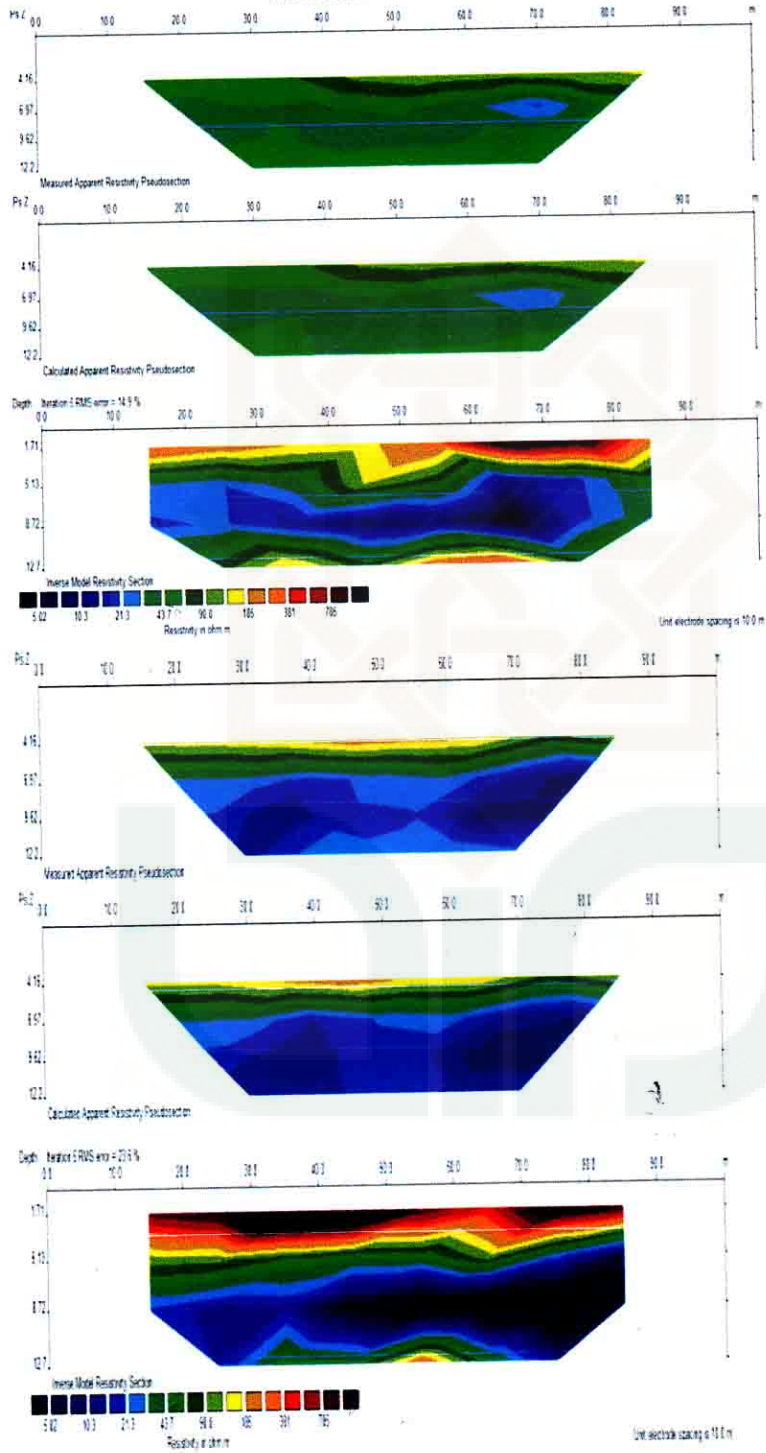 Ps.Z
0.0 10.0 20.0 30.0 40.0 50.0 60.0 70.0 80.0 90.0 m
4.16
6.97
9.62
12.2
Measured Apparent Resistivity Pseudosection
Ps.Z
0.0 10.0 20.0 30.0 40.0 50.0 60.0 70.0 80.0 90.0 m
4.16
6.97
9.62
12.2
Calculated Apparent Resistivity Pseudosection
Depth Iteration 5 RMS error = 14.9 %
0.0 10.0 20.0 30.0 40.0 50.0 60.0 70.0 80.0 90.0 m
1.71
5.13
8.72
12.7
Inverse Model Resistivity Section
5.02 10.3 21.3 43.7 90.0 185 381 785
Resistivity in ohm.m
Unit electrode spacing is 10.0 m
Ps.Z
0.0 10.0 20.0 30.0 40.0 50.0 60.0 70.0 80.0 90.0 m
4.16
6.97
9.62
12.2
Measured Apparent Resistivity Pseudosection
Ps.Z
0.0 10.0 20.0 30.0 40.0 50.0 60.0 70.0 80.0 90.0 m
4.16
6.97
9.62
12.2
Calculated Apparent Resistivity Pseudosection
Depth Iteration 5 RMS error = 23.6 %
0.0 10.0 20.0 30.0 40.0 50.0 60.0 70.0 80.0 90.0 m
1.71
5.13
8.72
12.7
Inverse Model Resistivity Section
5.02 10.3 21.3 43.7 90.0 185 381 785
Resistivity in ohm.m
Unit electrode spacing is 10.0 m